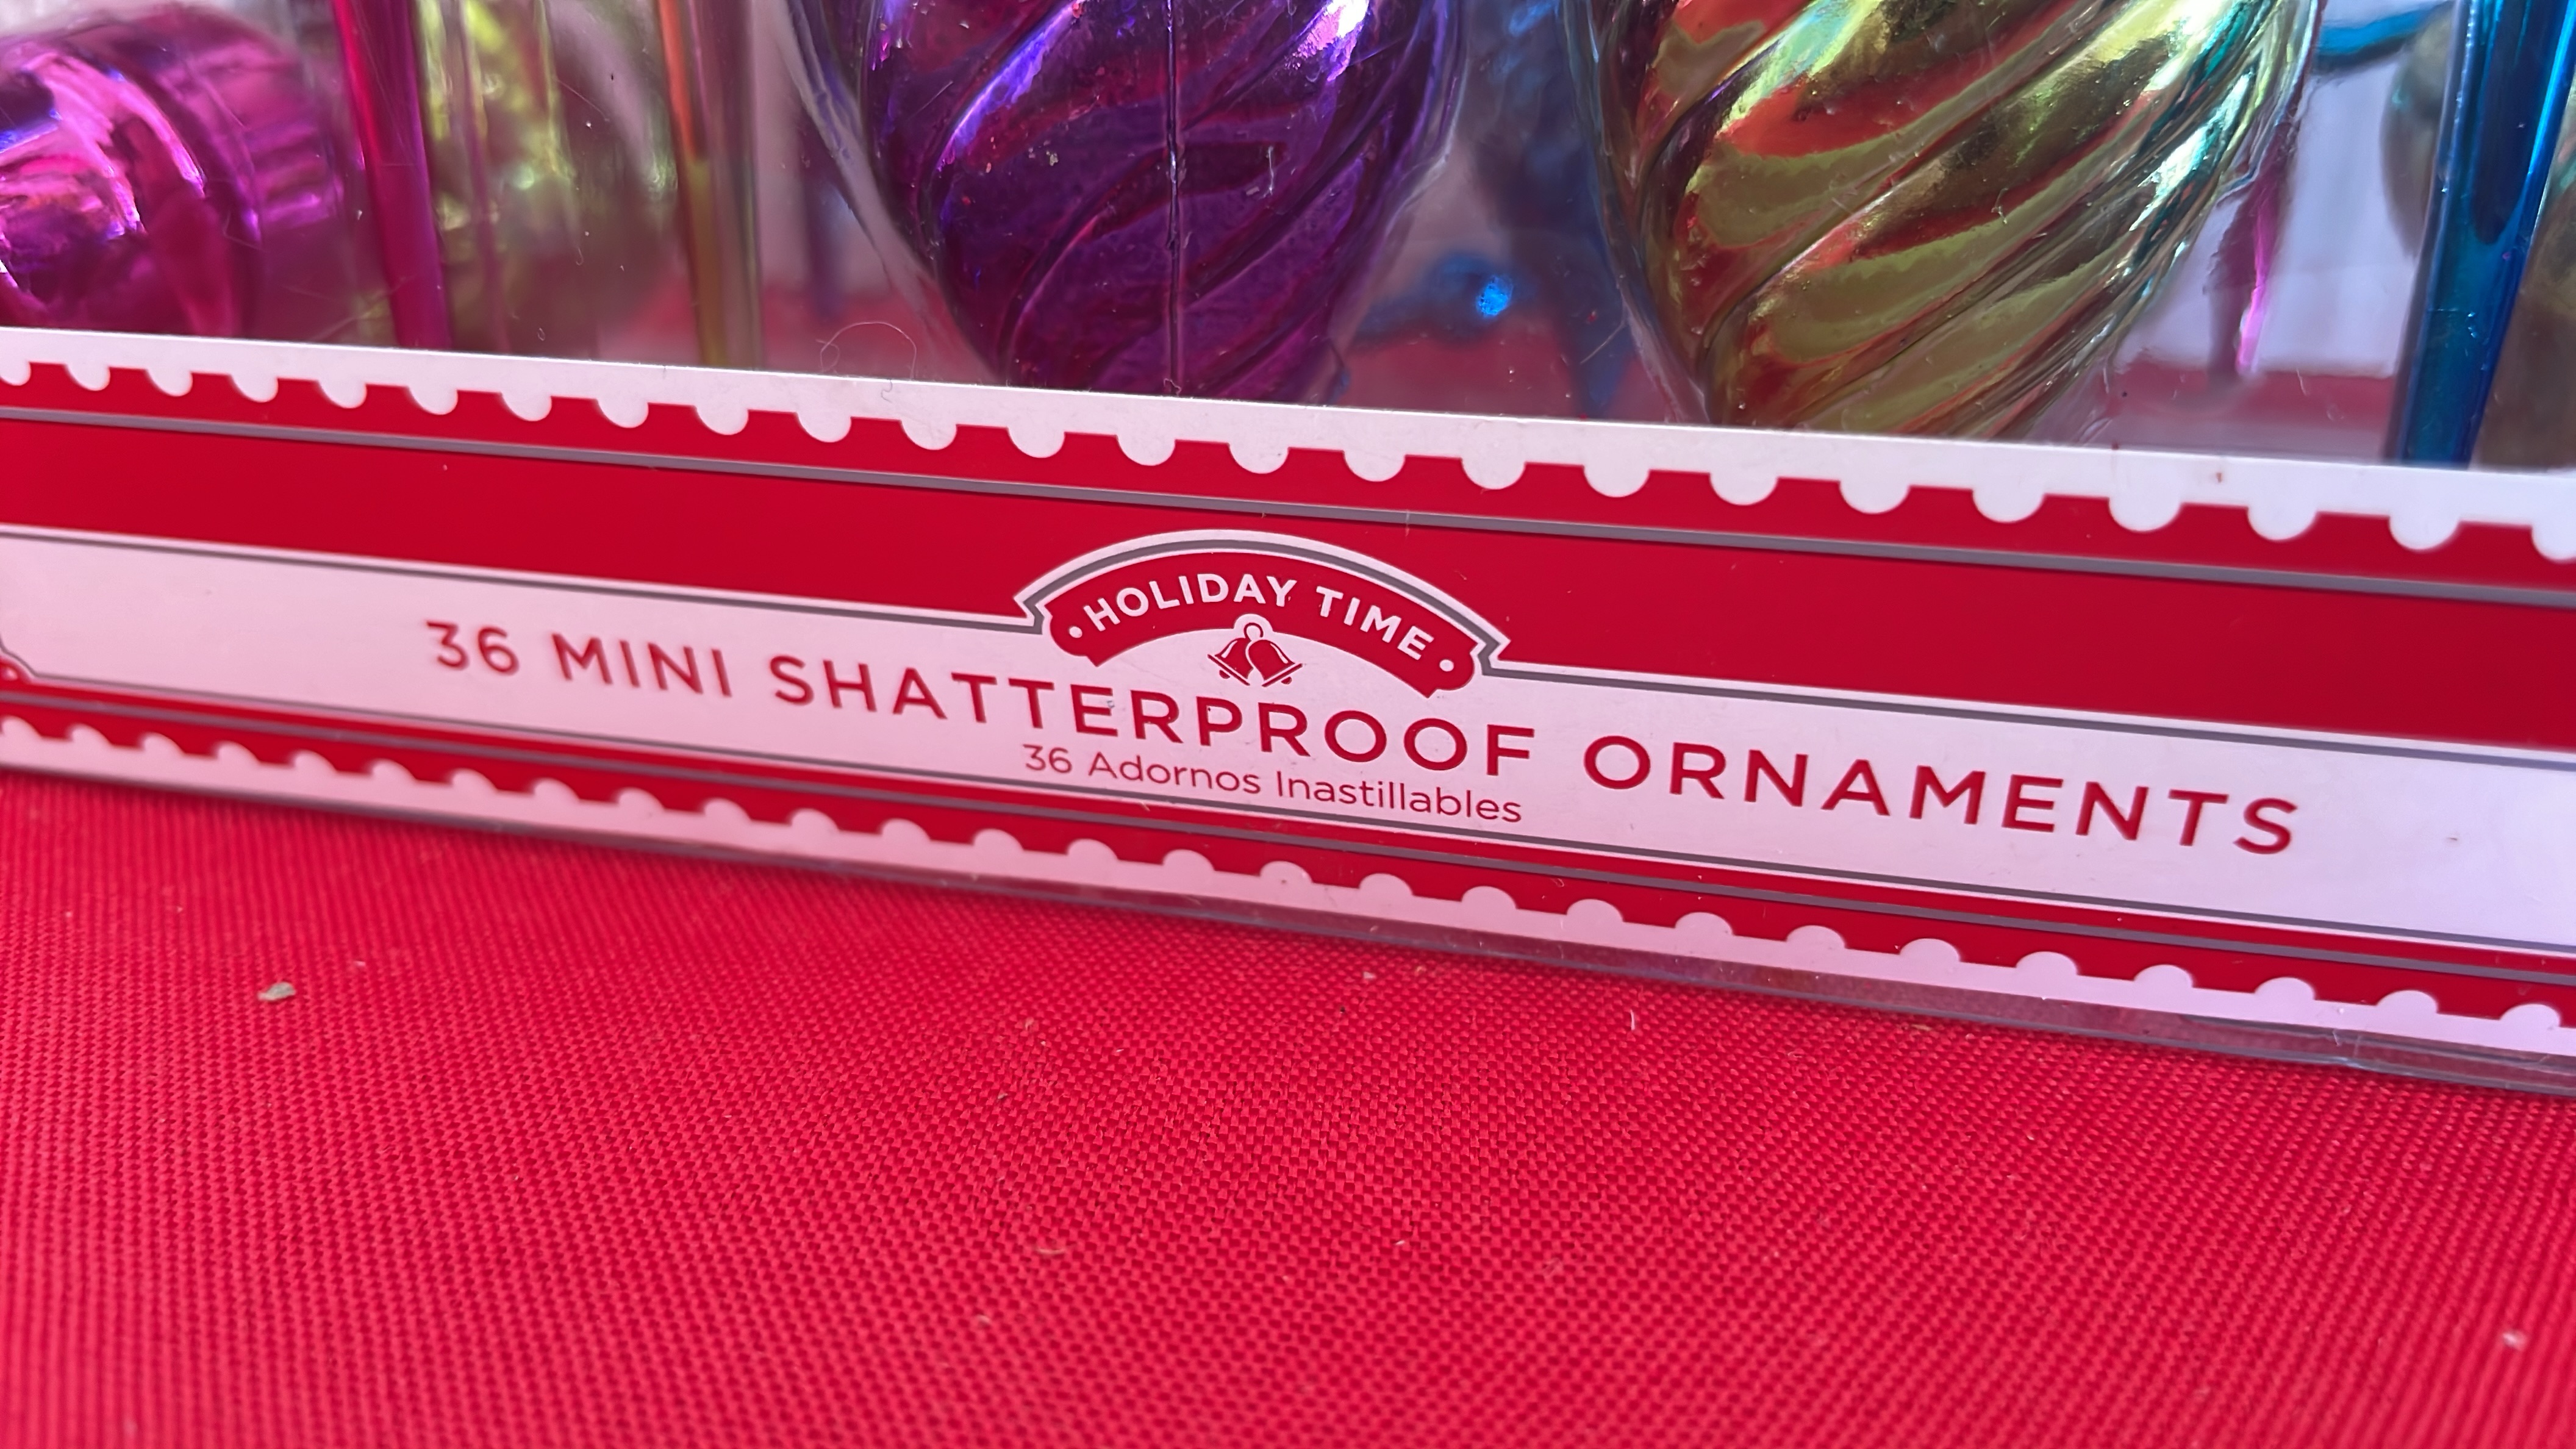 HOLIDAY TIME
36 MINI SHATTERPROOF ORNAMENTS
36 Adornos Inastillables